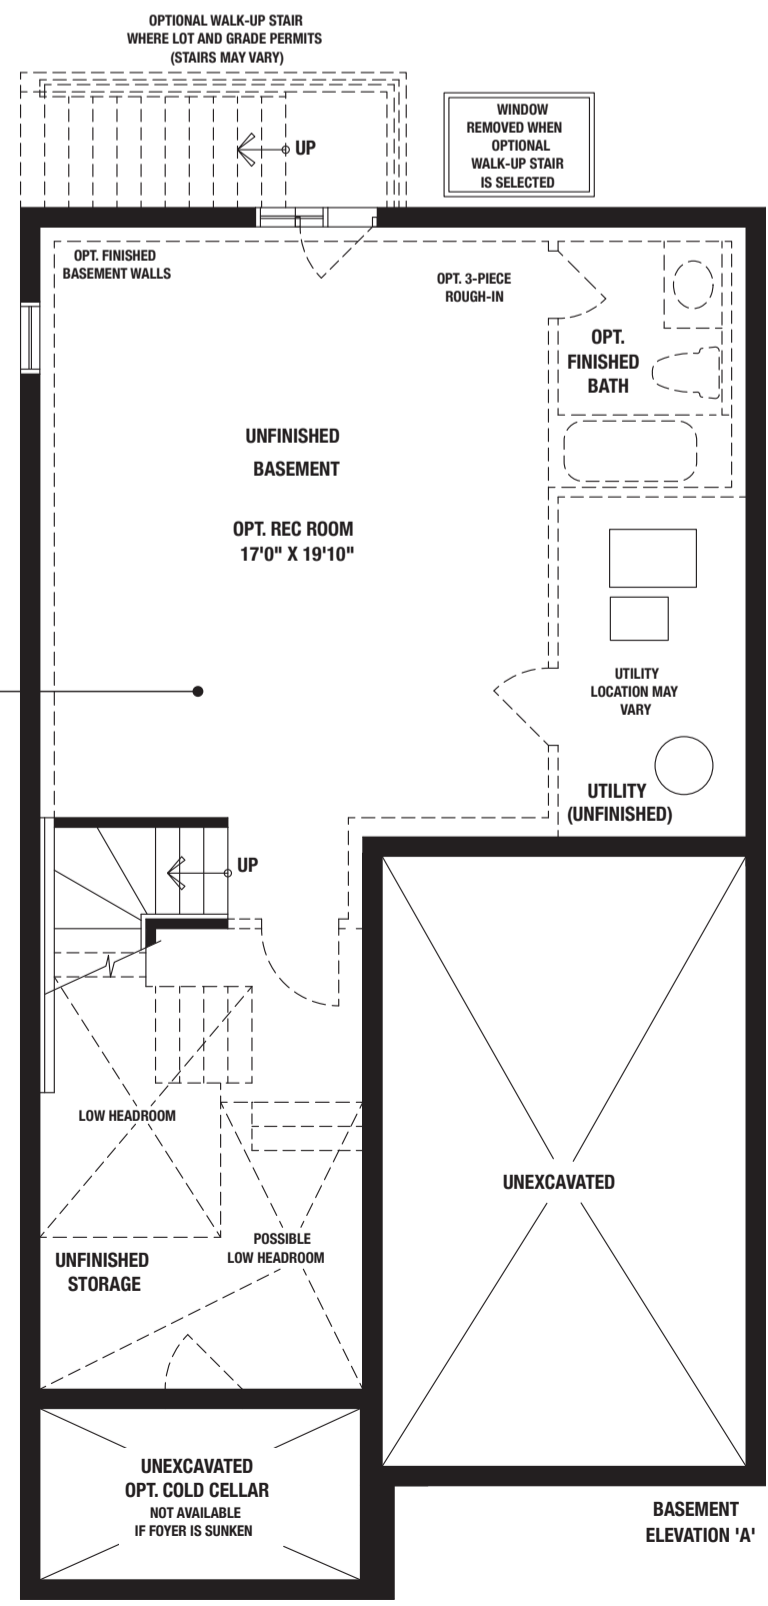 OPTIONAL WALK-UP STAIR
WHERE LOT AND GRADE PERMITS
(STAIRS MAY VARY)
WINDOW
REMOVED WHEN
OPTIONAL
WALK-UP STAIR
IS SELECTED
UP
OPT. FINISHED
BASEMENT WALLS
OPT. 3-PIECE
ROUGH-IN
OPT.
FINISHED
BATH
UNFINISHED
BASEMENT
OPT. REC ROOM
17'0" X 19'10"
UTILITY
LOCATION MAY
VARY
UTILITY
(UNFINISHED)
UP
LOW HEADROOM
UNEXCAVATED
POSSIBLE
LOW HEADROOM
UNFINISHED
STORAGE
UNEXCAVATED
OPT. COLD CELLAR
NOT AVAILABLE
IF FOYER IS SUNKEN
BASEMENT
ELEVATION 'A'